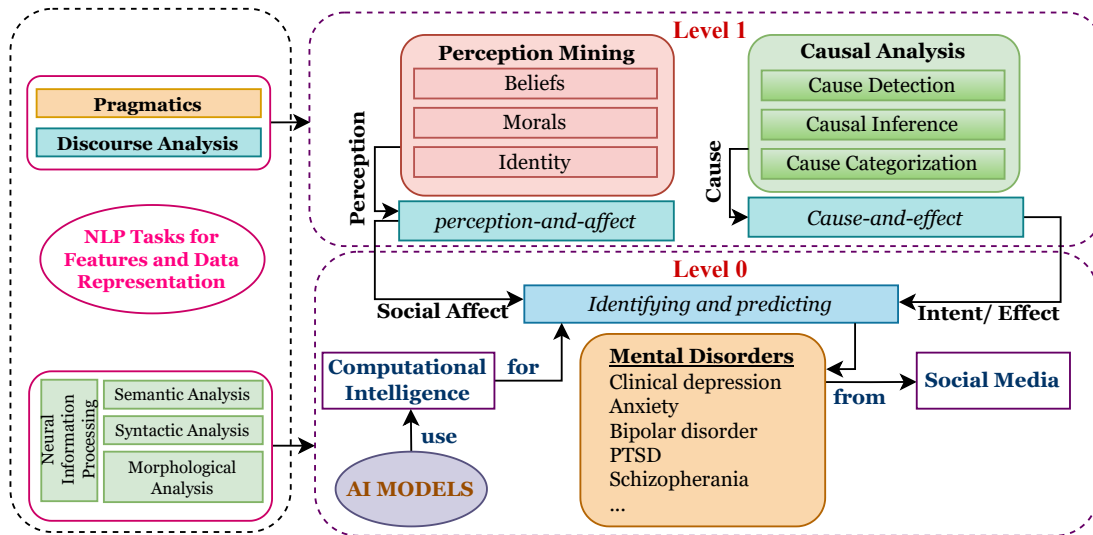 Pragmatics
Discourse Analysis
NLP Tasks for
Features and Data
Representation
Neural
Information
Processing
Semantic Analysis
Syntactic Analysis
Morphological
Analysis
Level 1
Perception Mining
Beliefs
Morals
Identity
Perception
perception-and-affect
Causal Analysis
Cause Detection
Causal Inference
Cause Categorization
Cause
Cause-and-effect
Level 0
Social Affect
Identifying and predicting
Intent/ Effect
Computational
Intelligence
for
use
AI MODELS
Mental Disorders
Clinical depression
Anxiety
Bipolar disorder
PTSD
Schizopherania
...
from
Social Media